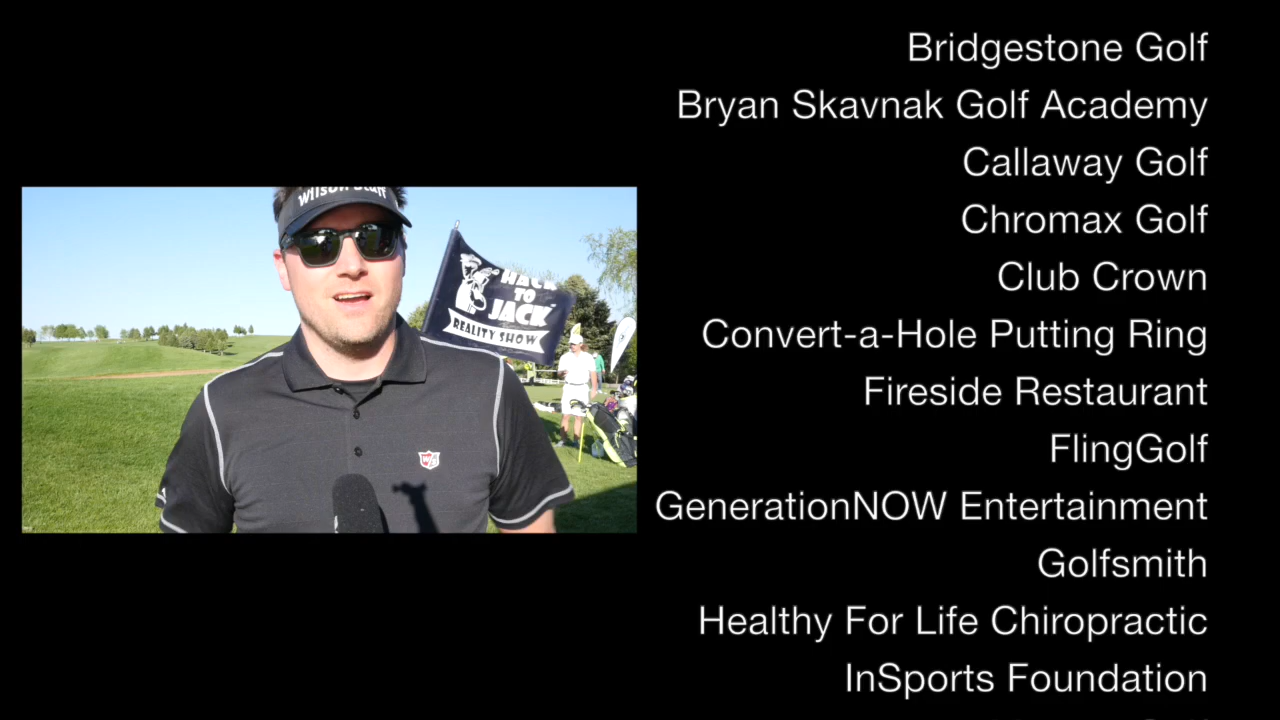 Bridgestone Golf
Bryan Skavnak Golf Academy
Callaway Golf
Chromax Golf
Club Crown
Convert-a-Hole Putting Ring
Fireside Restaurant
FlingGolf
GenerationNOW Entertainment
Golfsmith
Healthy For Life Chiropractic
InSports Foundation
Wilson Staff
HACK
TO
JACK
REALITY SHOW